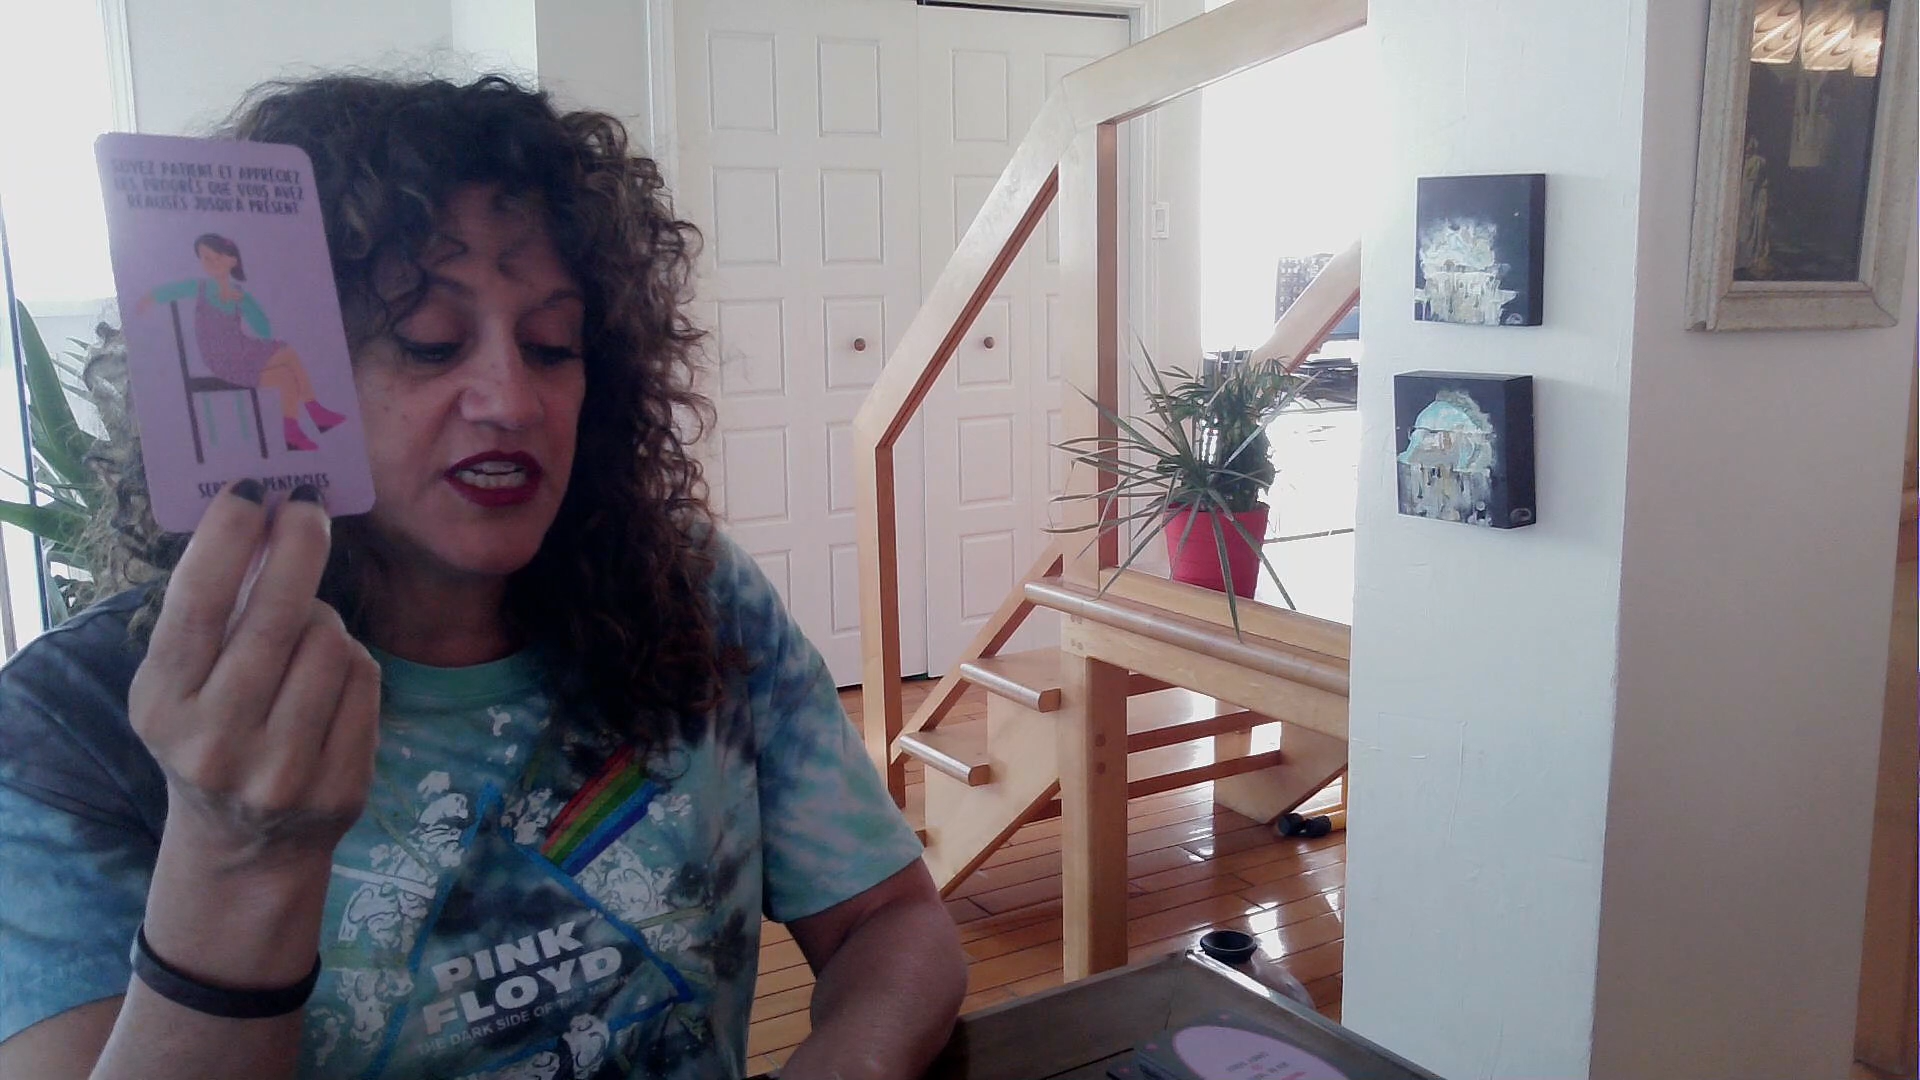 SOYEZ PATIENT ET APPRÉCIEZ
LES PROGRÈS QUE VOUS AVEZ
RÉALISÉS JUSQU'À PRÉSENT
PENTACLES
PINK
FLOYD
THE DARK SIDE OF THE